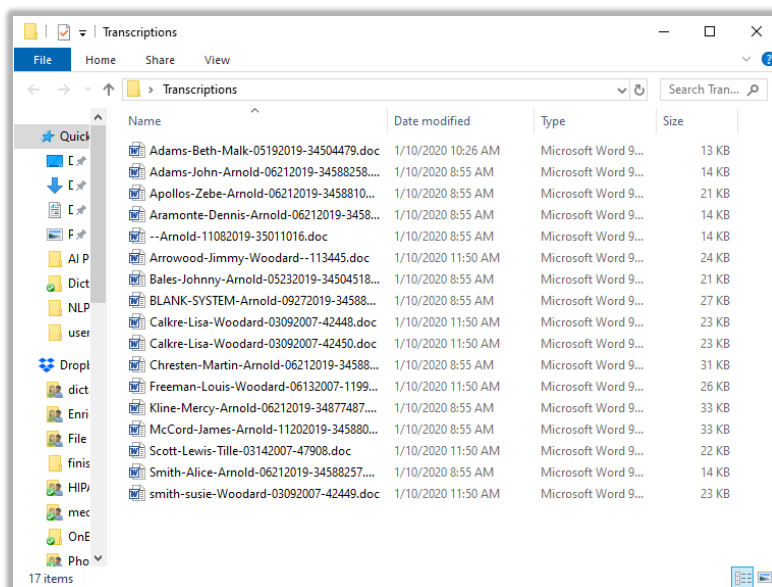 Transcriptions
File Home Share View
Transcriptions Search Tran...
Name Date modified Type Size
Quick
Adams-Beth-Malk-05192019-34504479.doc 1/10/2020 10:26 AM Microsoft Word 9... 13 KB
Adams-John-Arnold-06212019-34588258.... 1/10/2020 8:55 AM Microsoft Word 9... 14 KB
Apollos-Zebe-Arnold-06212019-3458810... 1/10/2020 8:55 AM Microsoft Word 9... 21 KB
Aramonte-Dennis-Arnold-06212019-3458... 1/10/2020 8:55 AM Microsoft Word 9... 14 KB
--Arnold-11082019-35011016.doc 1/10/2020 8:55 AM Microsoft Word 9... 14 KB
AI P Arrowood-Jimmy-Woodard--113445.doc 1/10/2020 11:50 AM Microsoft Word 9... 24 KB
Dict Bales-Johnny-Arnold-05232019-34504518... 1/10/2020 8:55 AM Microsoft Word 9... 21 KB
NLP BLANK-SYSTEM-Arnold-09272019-34588... 1/10/2020 8:55 AM Microsoft Word 9... 27 KB
user Calkre-Lisa-Woodard-03092007-42448.doc 1/10/2020 11:50 AM Microsoft Word 9... 23 KB
Calkre-Lisa-Woodard-03092007-42450.doc 1/10/2020 11:50 AM Microsoft Word 9... 23 KB
Chresten-Martin-Arnold-06212019-34588... 1/10/2020 8:55 AM Microsoft Word 9... 31 KB
dict Freeman-Louis-Woodard-06132007-1199... 1/10/2020 11:50 AM Microsoft Word 9... 26 KB
Enri Kline-Mercy-Arnold-06212019-34877487.... 1/10/2020 8:55 AM Microsoft Word 9... 33 KB
File McCord-James-Arnold-11202019-345880... 1/10/2020 8:55 AM Microsoft Word 9... 33 KB
finis Scott-Lewis-Tille-03142007-47908.doc 1/10/2020 11:50 AM Microsoft Word 9... 22 KB
HIPA Smith-Alice-Arnold-06212019-34588257.... 1/10/2020 8:55 AM Microsoft Word 9... 14 KB
med smith-susie-Woodard-03092007-42449.doc 1/10/2020 11:50 AM Microsoft Word 9... 23 KB
Pho
17 items